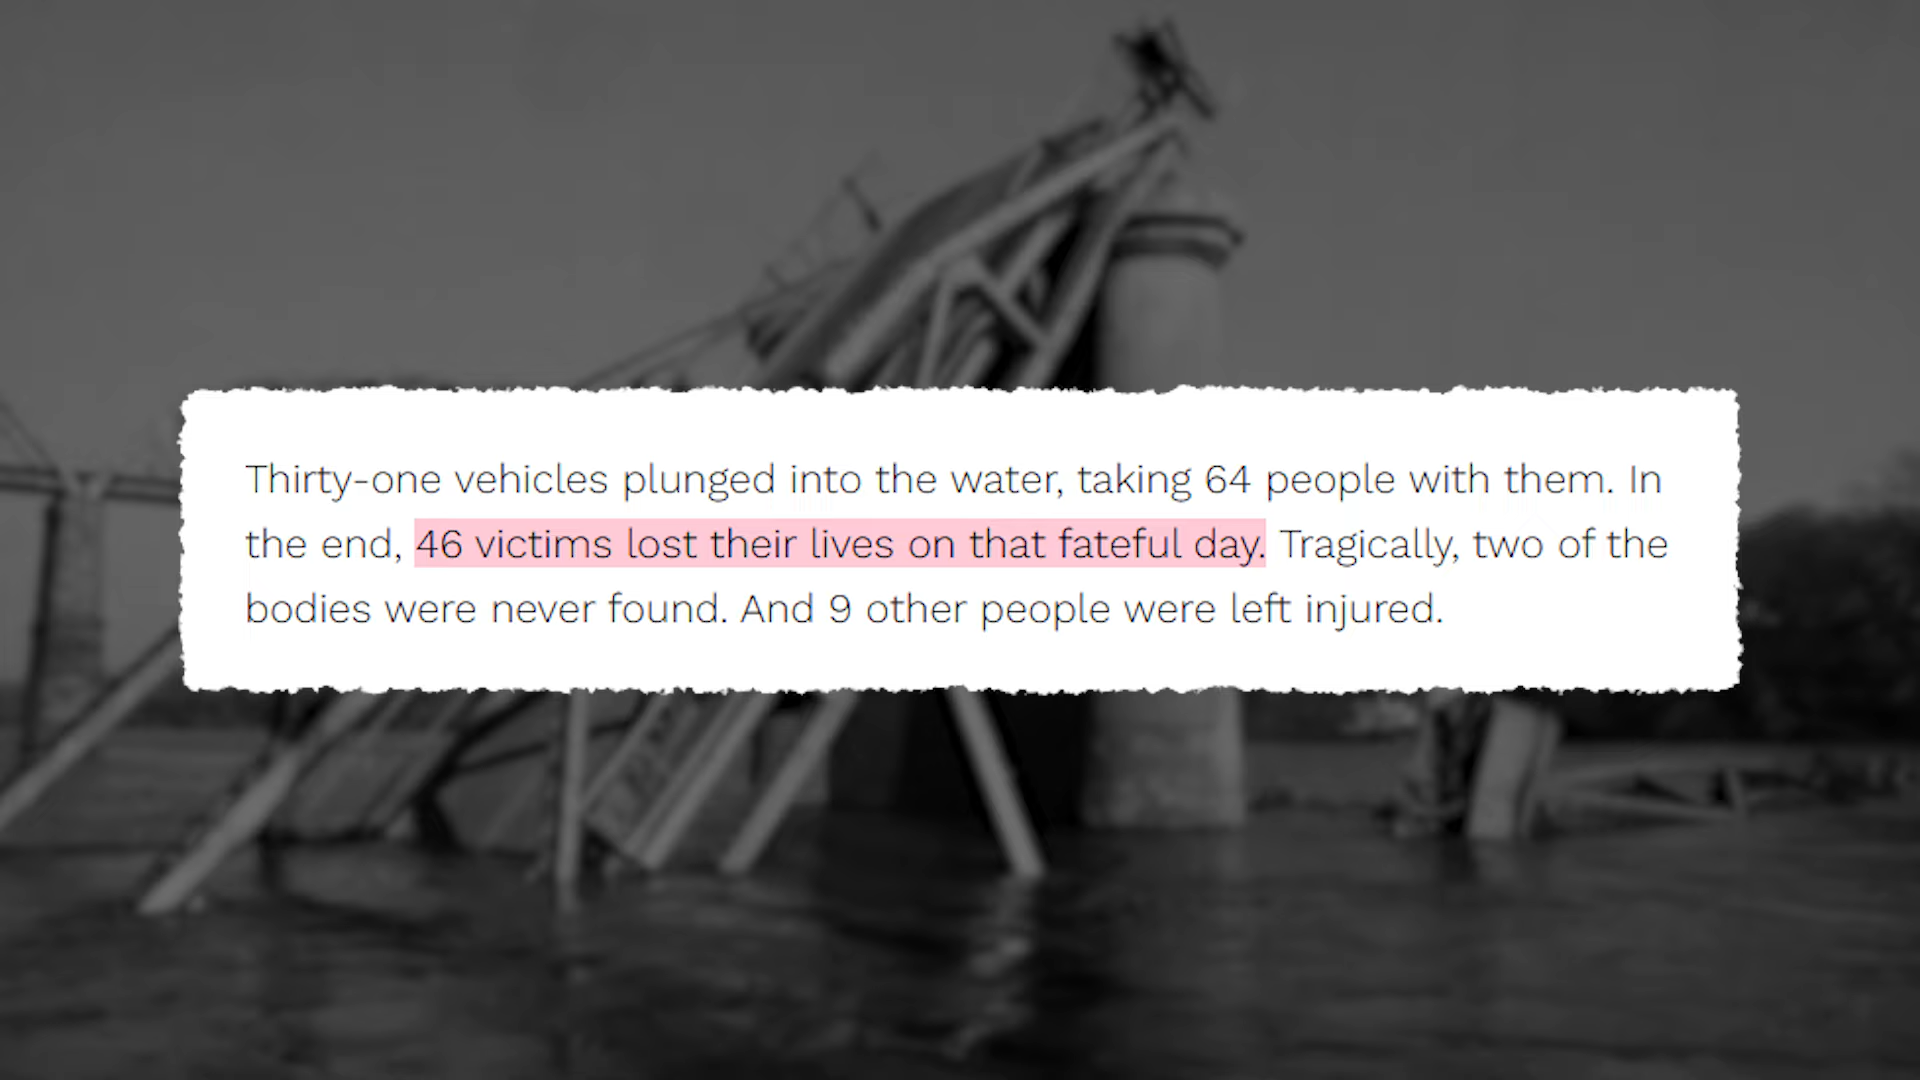 Thirty-one vehicles plunged into the water, taking 64 people with them. In
the end, 46 victims lost their lives on that fateful day. Tragically, two of the
bodies were never found. And 9 other people were left injured.